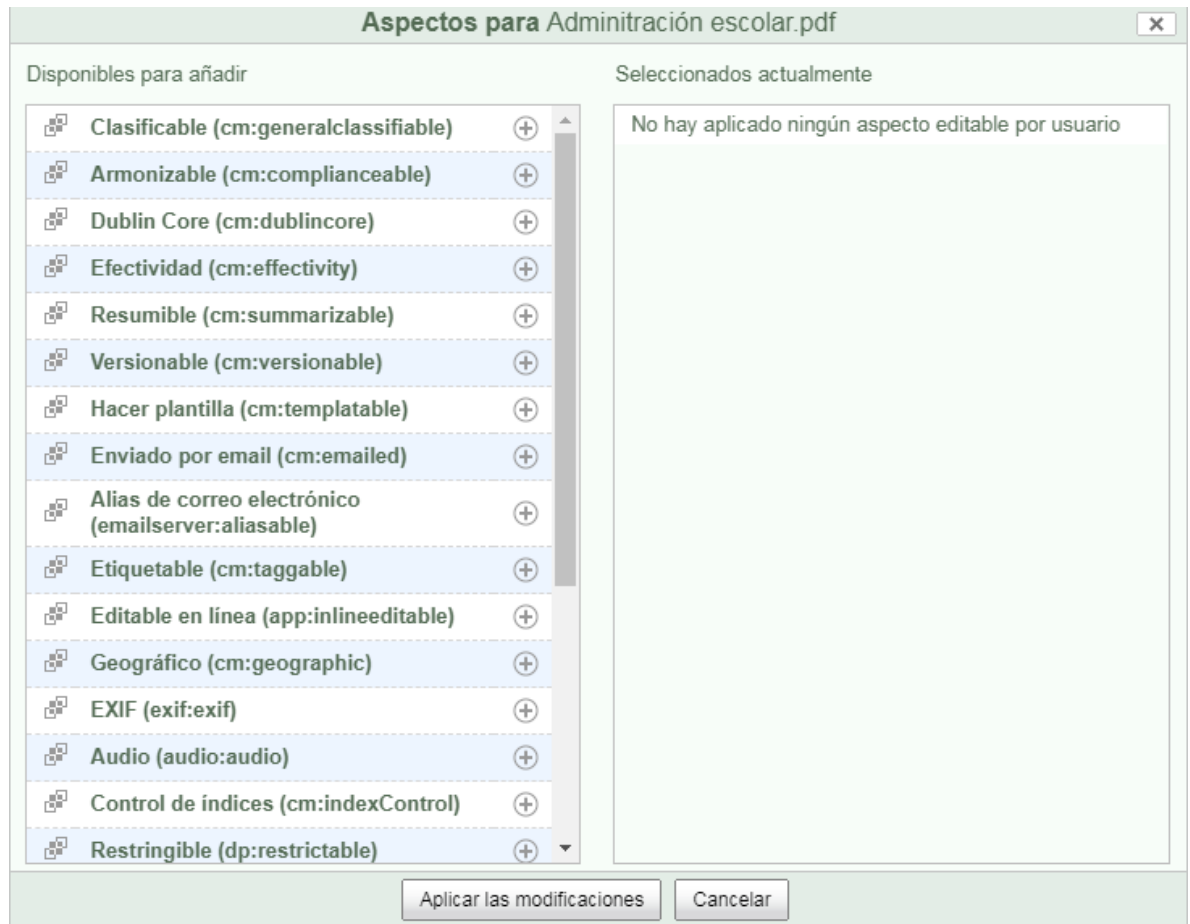 Aspectos para Adminitración escolar.pdf
Disponibles para añadir
Clasificable (cm:generalclassifiable)
Armonizable (cm:complianceable)
Dublin Core (cm:dublincore)
Efectividad (cm:effectivity)
Resumible (cm:summarizable)
Versionable (cm:versionable)
Hacer plantilla (cm:templatable)
Enviado por email (cm:emailed)
Alias de correo electrónico
(emailserver:aliasable)
Etiquetable (cm:taggable)
Editable en línea (app:inlineeditable)
Geográfico (cm:geographic)
EXIF (exif:exif)
Audio (audio:audio)
Control de índices (cm:indexControl)
Restringible (dp:restrictable)
Seleccionados actualmente
No hay aplicado ningún aspecto editable por usuario
Aplicar las modificaciones
Cancelar